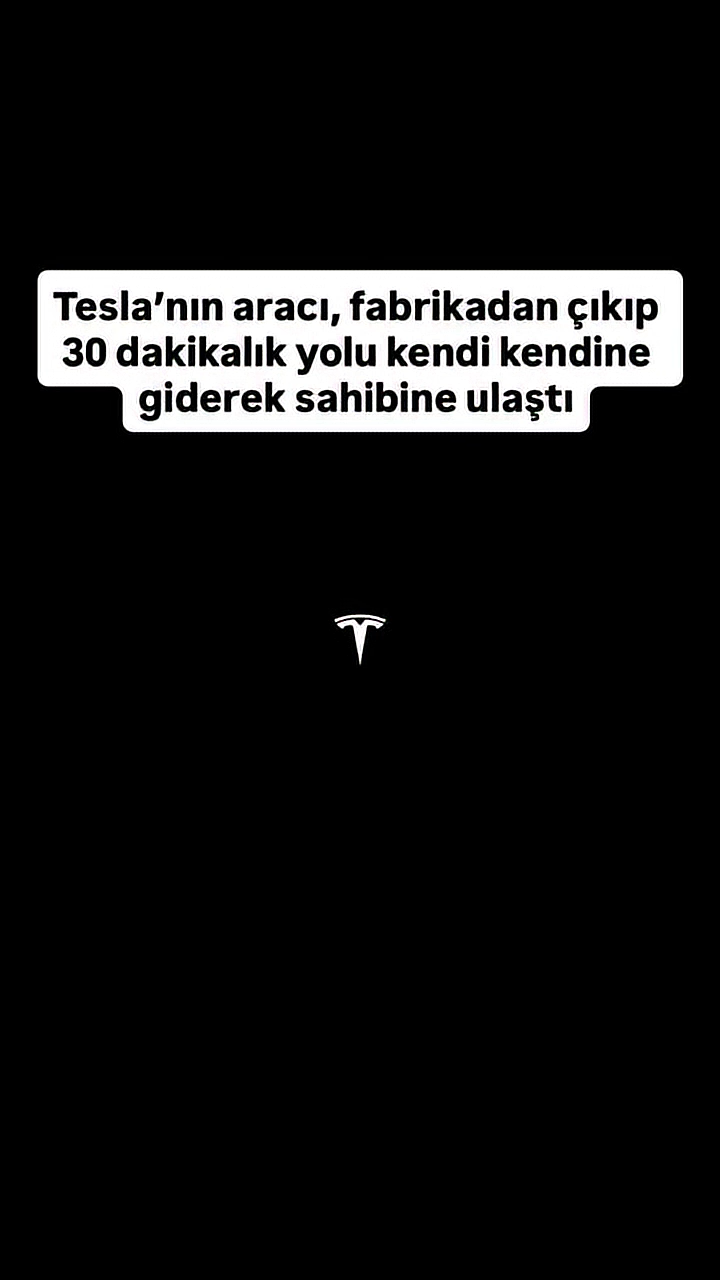 Tesla’nın aracı, fabrikadan çıkıp
30 dakikalık yolu kendi kendine
giderek sahibine ulaştı